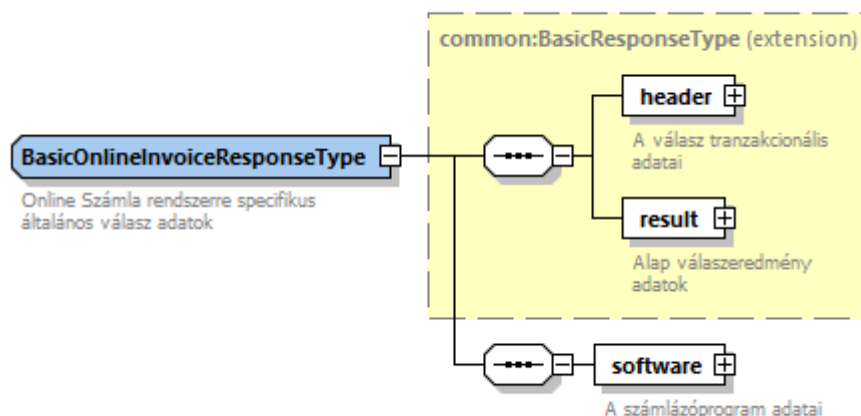 common:BasicResponseType (extension)
header
A válasz tranzakcionális
adatai
BasicOnlineInvoiceResponseType
Online Számla rendszerre specifikus
általános válasz adatok
result
Alap válaszeredmény
adatok
software
A számlázóprogram adatai